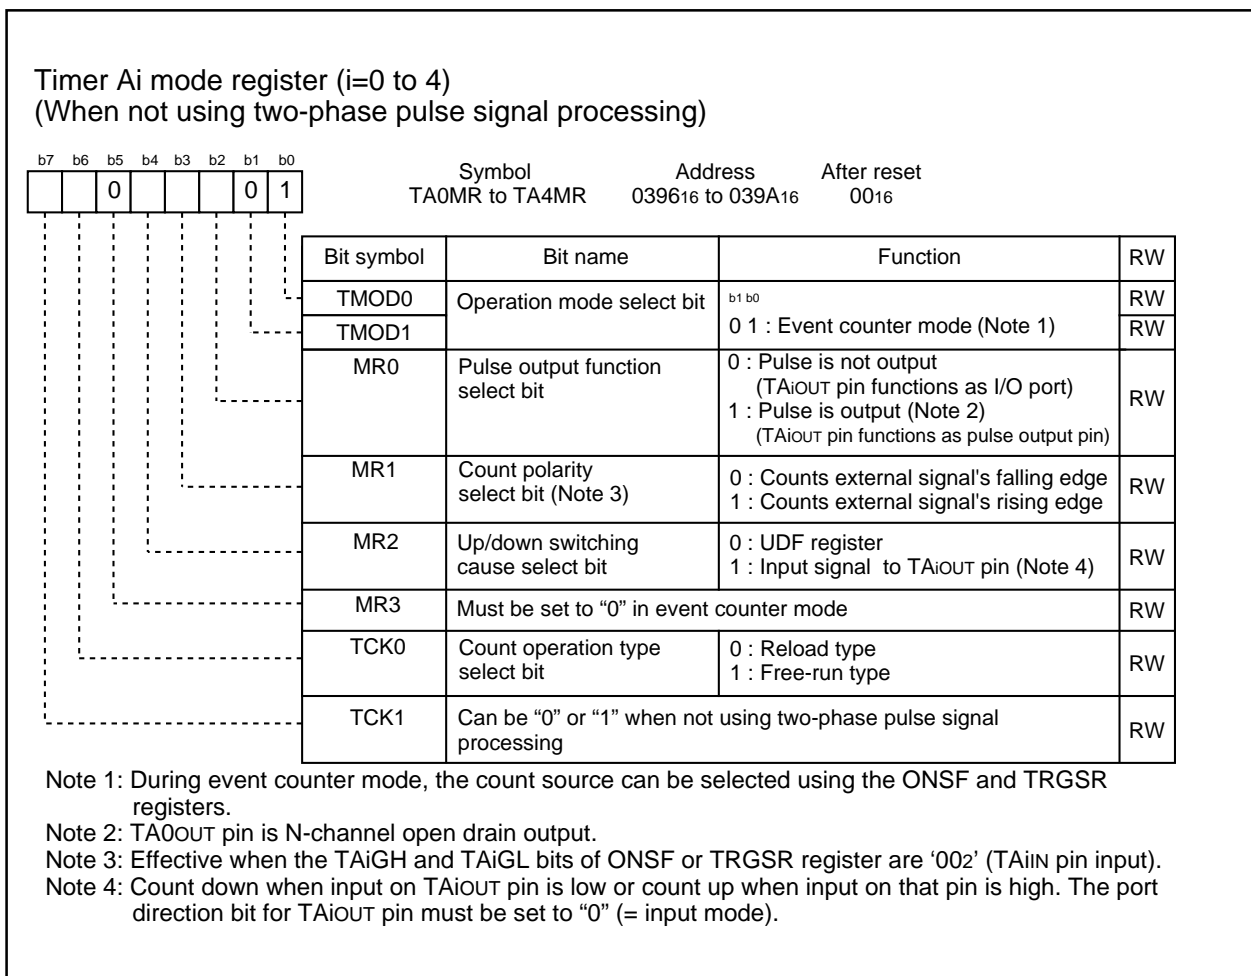 Timer Ai mode register (i=0 to 4)
(When not using two-phase pulse signal processing)
b7 b6 b5 b4 b3 b2 b1 b0
0 0 1
Symbol Address After reset
TA0MR to TA4MR 039616 to 039A16 0016
Bit symbol Bit name Function RW
TMOD0 Operation mode select bit b1 b0 RW
TMOD1 0 1 : Event counter mode (Note 1) RW
MR0 Pulse output function 0 : Pulse is not output
select bit (TAiOUT pin functions as I/O port)
1 : Pulse is output (Note 2) RW
(TAiOUT pin functions as pulse output pin)
MR1 Count polarity 0 : Counts external signal's falling edge
select bit (Note 3) 1 : Counts external signal's rising edge RW
MR2 Up/down switching 0 : UDF register
cause select bit 1 : Input signal to TAiOUT pin (Note 4) RW
MR3 Must be set to “0” in event counter mode RW
TCK0 Count operation type 0 : Reload type
select bit 1 : Free-run type RW
TCK1 Can be “0” or “1” when not using two-phase pulse signal
processing RW
Note 1: During event counter mode, the count source can be selected using the ONSF and TRGSR
registers.
Note 2: TA0OUT pin is N-channel open drain output.
Note 3: Effective when the TAiGH and TAiGL bits of ONSF or TRGSR register are ‘002’ (TAiIN pin input).
Note 4: Count down when input on TAiOUT pin is low or count up when input on that pin is high. The port
direction bit for TAiOUT pin must be set to “0” (= input mode).